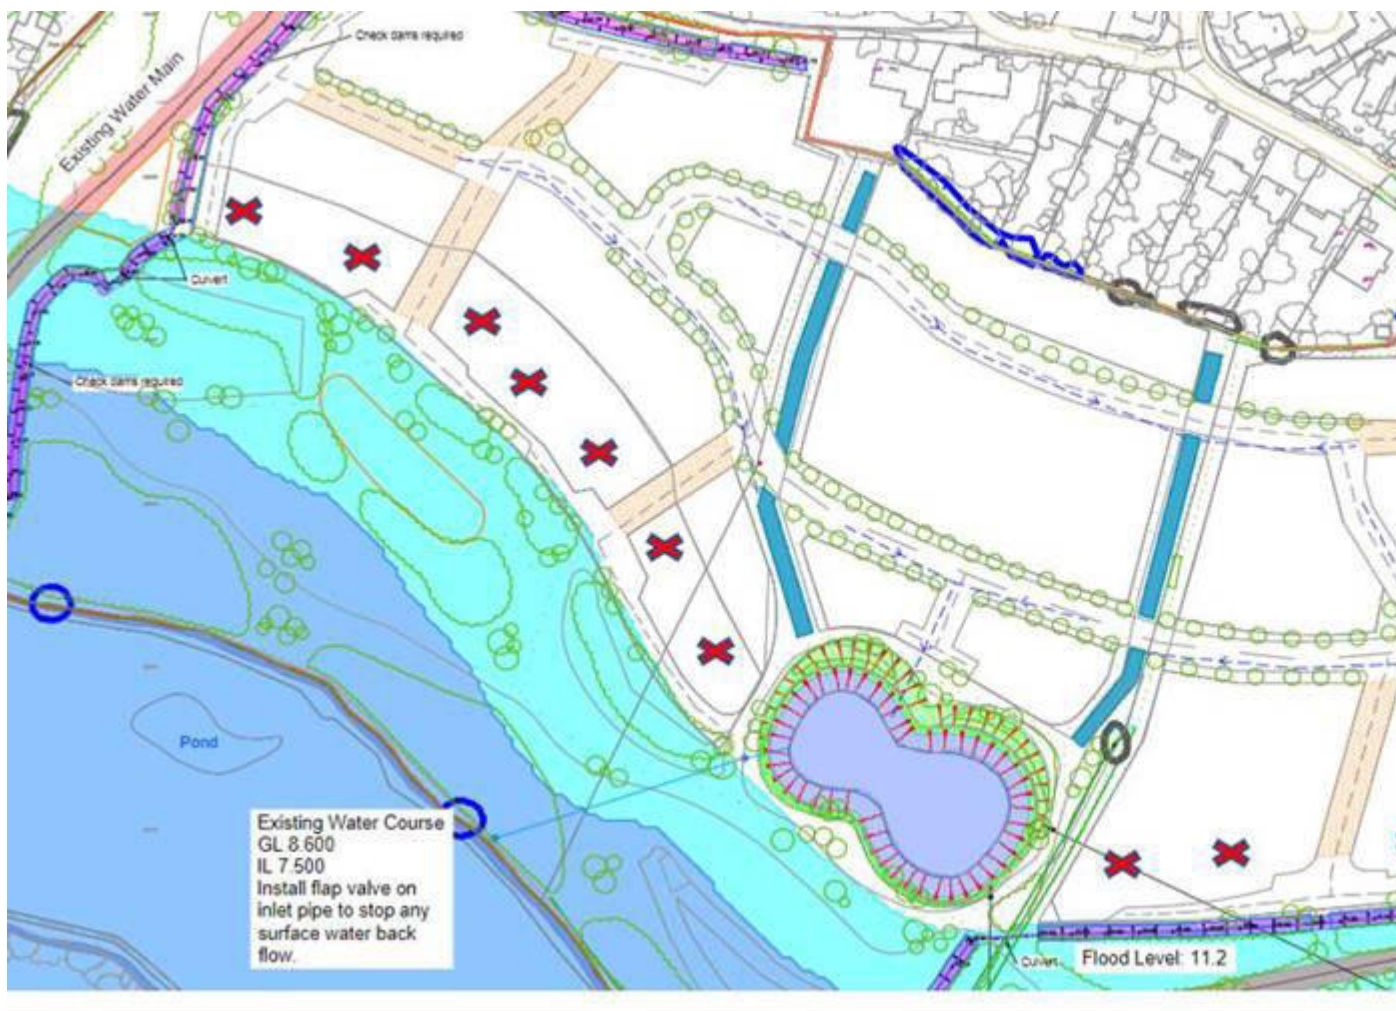 Check dams required
Existing Water Main
Culvert
Check dams required
Pond
Existing Water Course
GL 8.600
IL 7.500
Install flap valve on
inlet pipe to stop any
surface water back
flow.
Culvert
Flood Level: 11.2